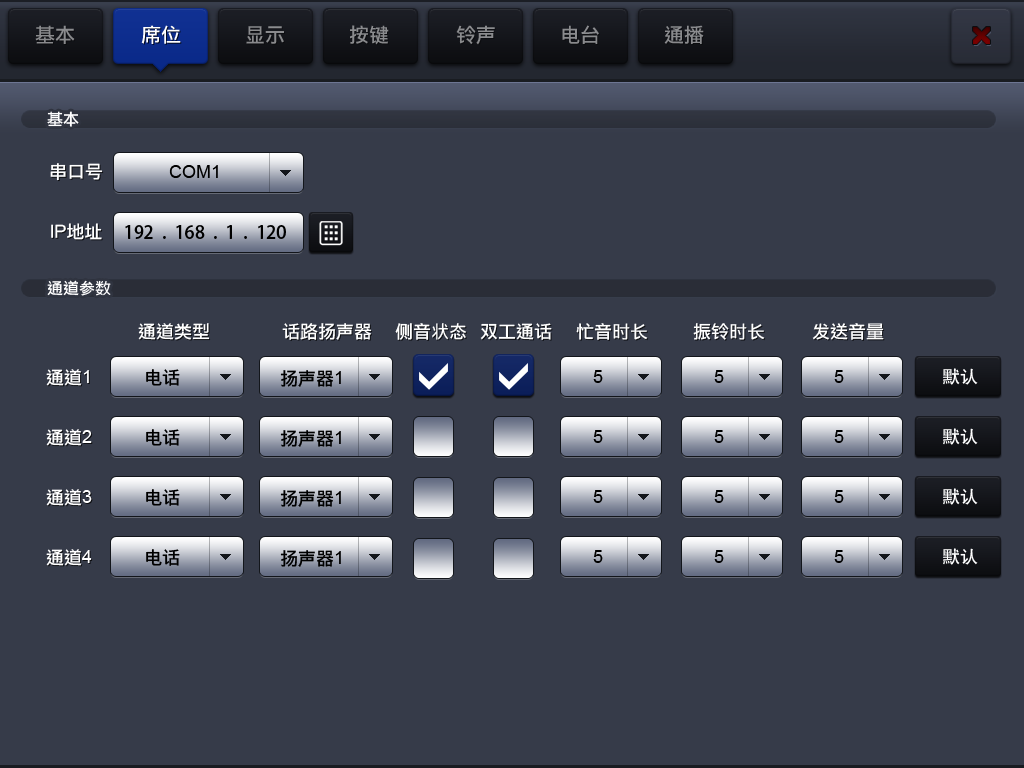 基本 席位 显示 按键 铃声 电台 通播
基本
串口号 COM1
IP地址 192 . 168 . 1 . 120
通道参数
通道类型 话路扬声器 侧音状态 双工通话 忙音时长 振铃时长 发送音量
通道1 电话 扬声器1 5 5 5 默认
通道2 电话 扬声器1 5 5 5 默认
通道3 电话 扬声器1 5 5 5 默认
通道4 电话 扬声器1 5 5 5 默认